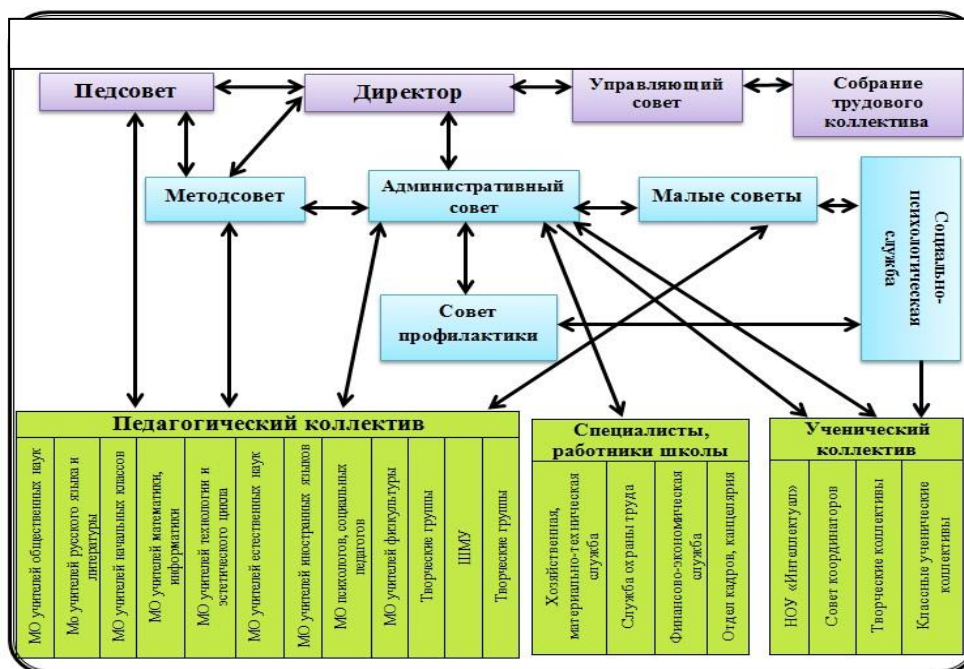 Педсовет
Директор
Управляющий
совет
Собрание
трудового
коллектива
Методсовет
Административный
совет
Малые советы
Социально-
психологическая
служба
Совет
профилактики
Педагогический коллектив
МО учителей общественных наук
Мо учителей русского языка и
литературы
МО учителей начальных классов
МО учителей математики,
информатики
МО учителей технологии и
эстетического цикла
МО учителей естественных наук
МО учителей иностранных языков
МО психологов, социальных
педагогов
МО учителей физкультуры
Творческие группы
ШМУ
Творческие группы
Специалисты,
работники школы
Хозяйственная,
материально-техническая
служба
Служба охраны труда
Финансово-экономическая
служба
Отдел кадров, канцелярия
Ученический
коллектив
НОУ «Интеллектуал»
Совет координаторов
Творческие коллективы
Классные ученические
коллективы